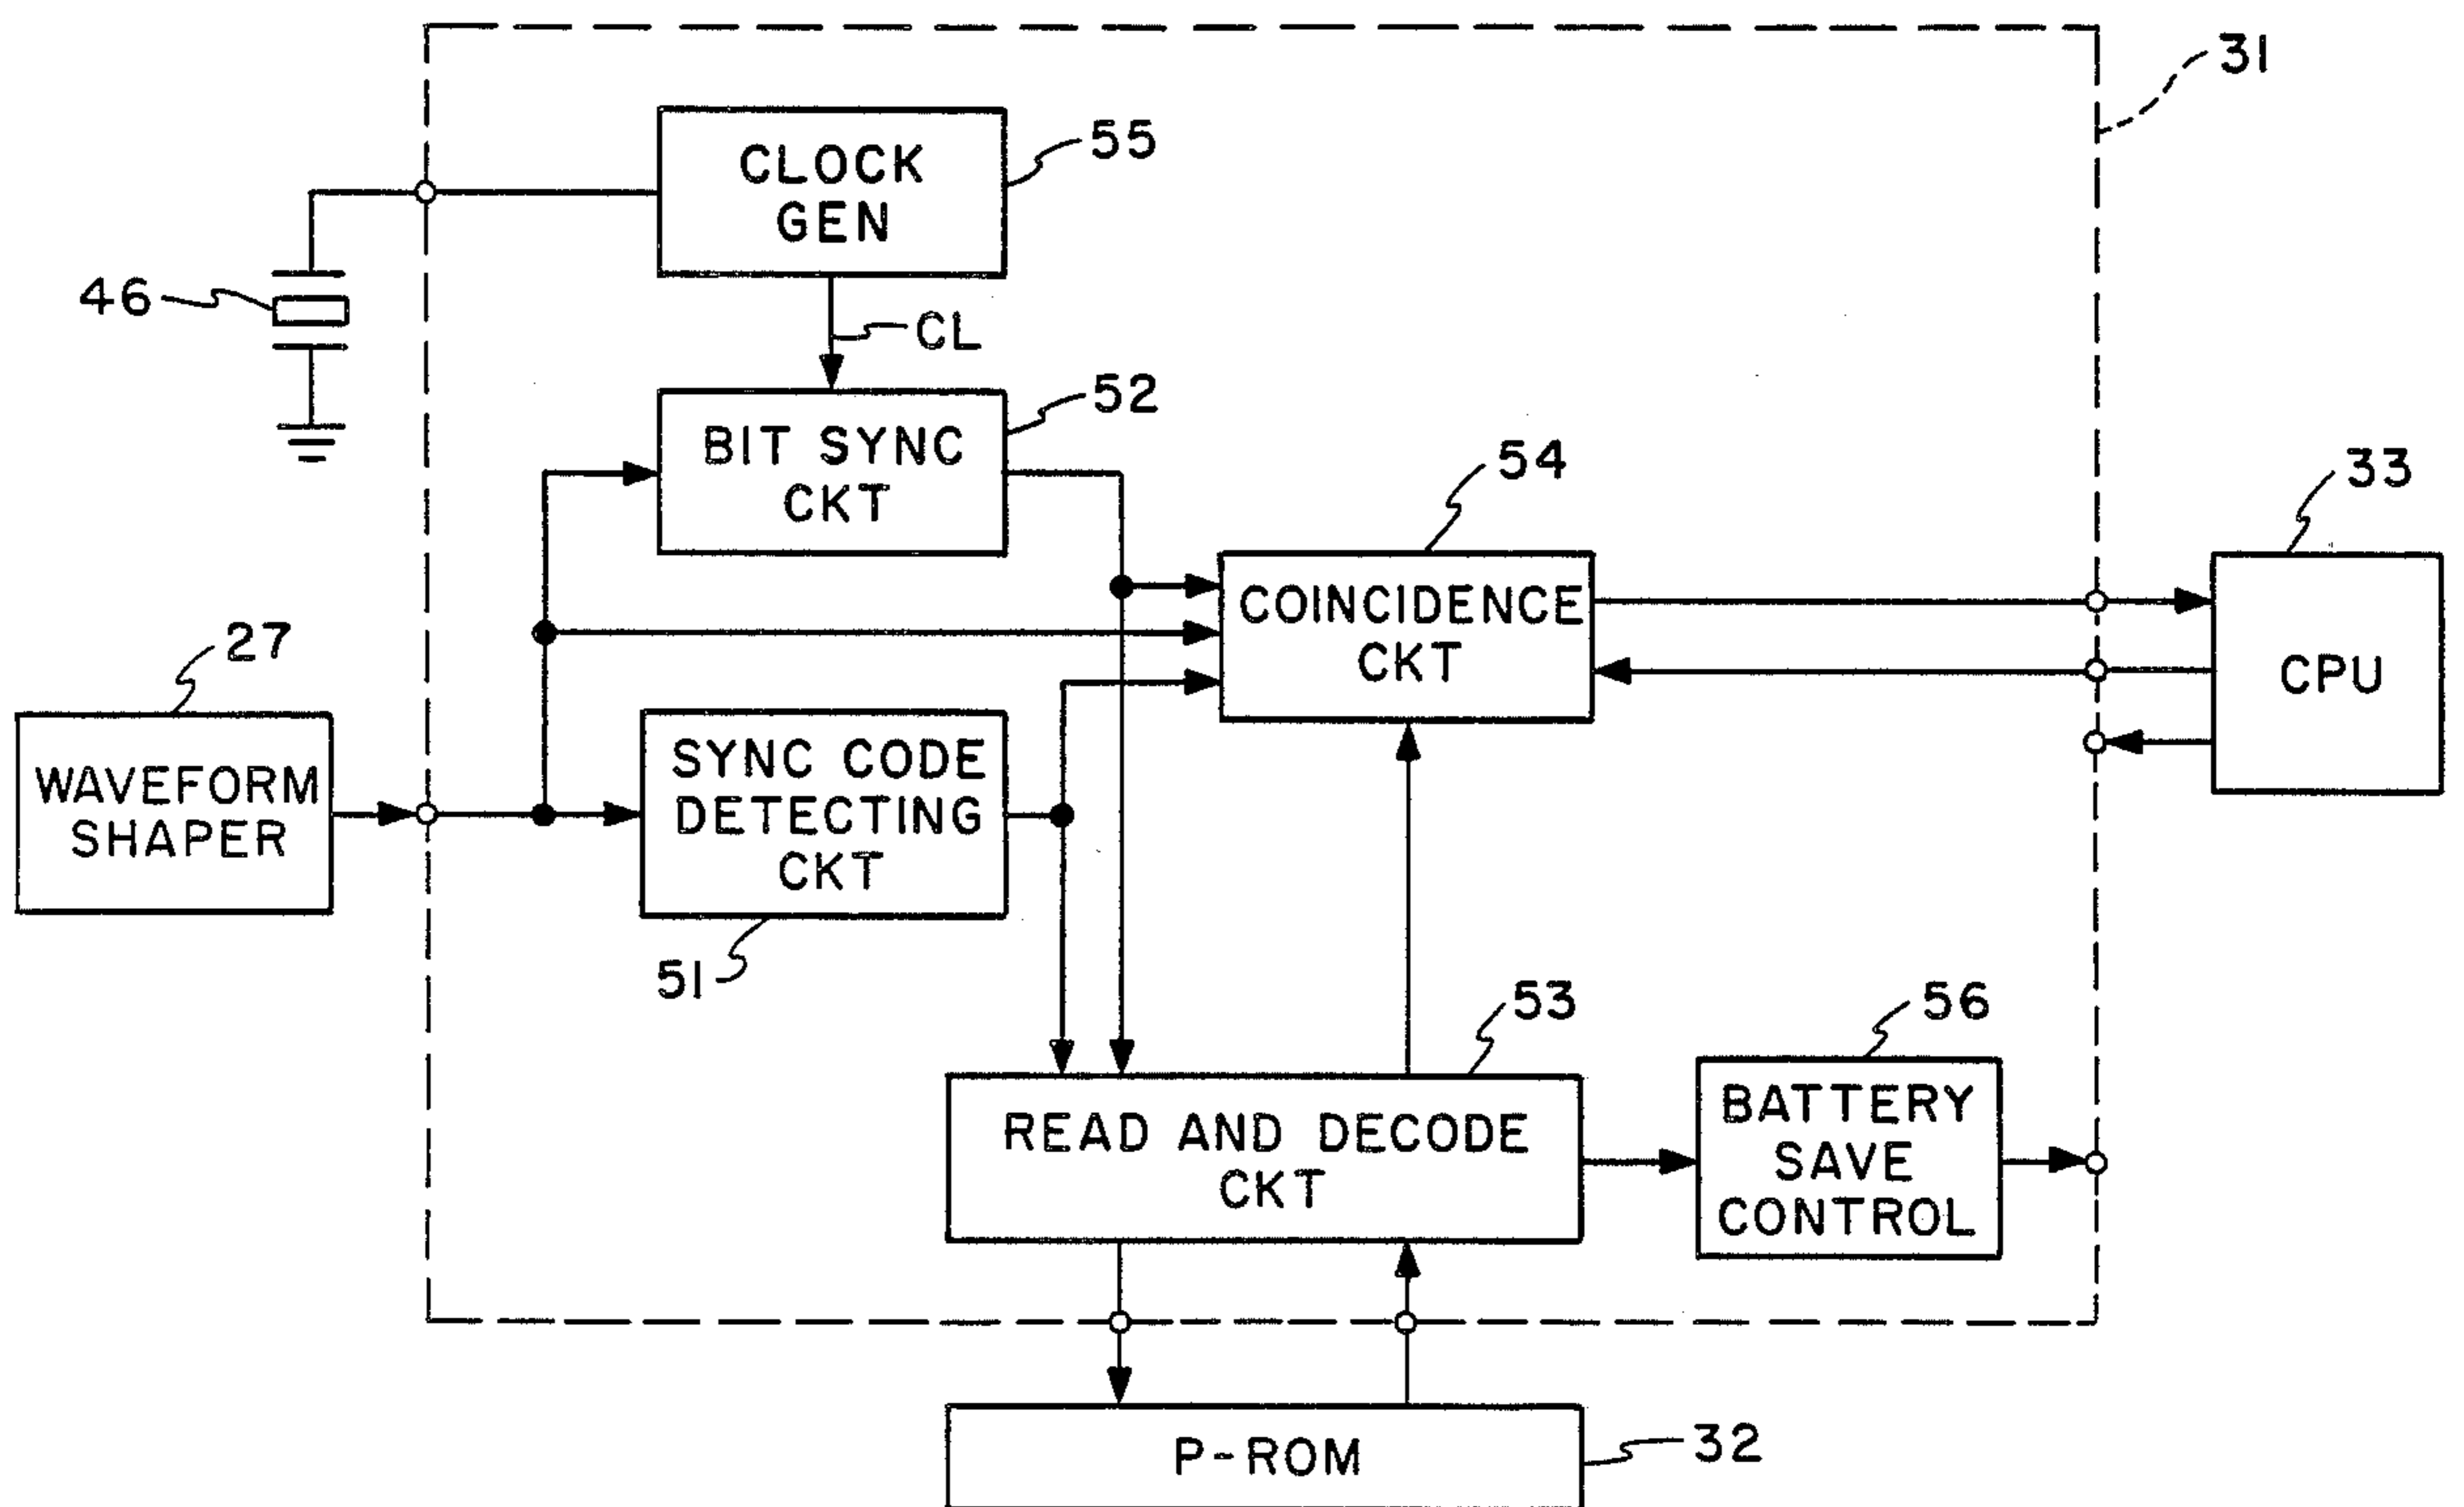 31
55
CLOCK
GEN
46
CL
52
BIT SYNC
CKT
54
33
COINCIDENCE
CKT
CPU
27
WAVEFORM
SHAPER
SYNC CODE
DETECTING
CKT
51
53
56
READ AND DECODE
CKT
BATTERY
SAVE
CONTROL
P-ROM
32